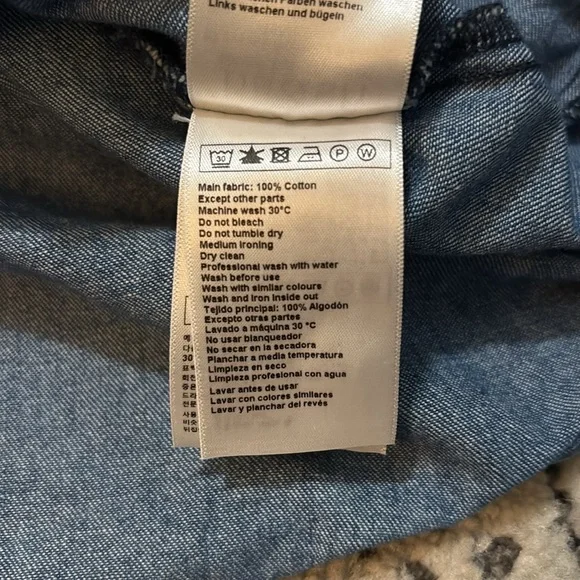 Farben waschen
Links waschen und bügeln
30 P W
Main fabric: 100% Cotton
Except other parts
Machine wash 30°C
Do not bleach
Do not tumble dry
Medium ironing
Dry clean
Professional wash with water
Wash before use
Wash with similar colours
Wash and iron inside out
Tejido principal: 100% Algodón
Excepto otras partes
Lavado a máquina 30 °C
No usar blanqueador
No secar en la secadora
Planchar a media temperatura
Limpieza en seco
Limpieza profesional con agua
Lavar antes de usar
Lavar con colores similares
Lavar y planchar del revés